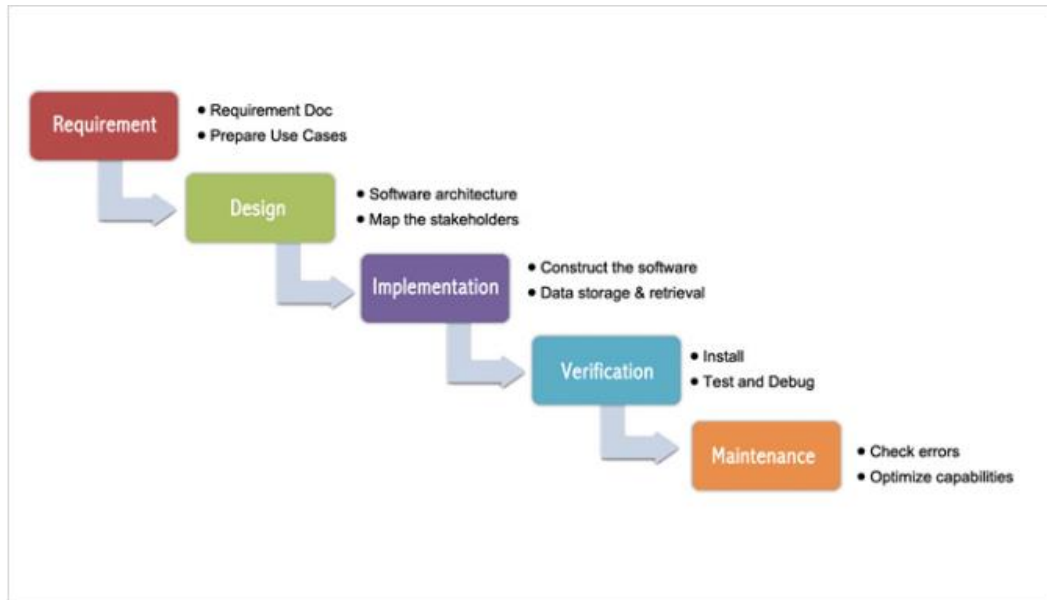 Requirement
• Requirement Doc
• Prepare Use Cases
Design
• Software architecture
• Map the stakeholders
Implementation
• Construct the software
• Data storage & retrieval
Verification
• Install
• Test and Debug
Maintenance
• Check errors
• Optimize capabilities